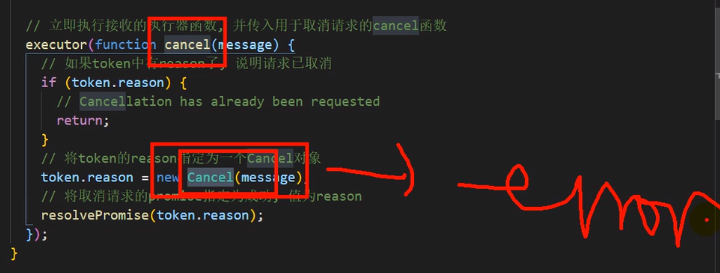 // 立即执行接收的执行器函数, 并传入用于取消请求的cancel函数
executor(function cancel(message) {
// 如果token中有reason了, 说明请求已取消
if (token.reason) {
// Cancellation has already been requested
return;
}
// 将token的reason指定为一个Cancel对象
token.reason = new Cancel(message);
// 将取消请求的promise指定为成功, 值为reason
resolvePromise(token.reason);
});
}
error